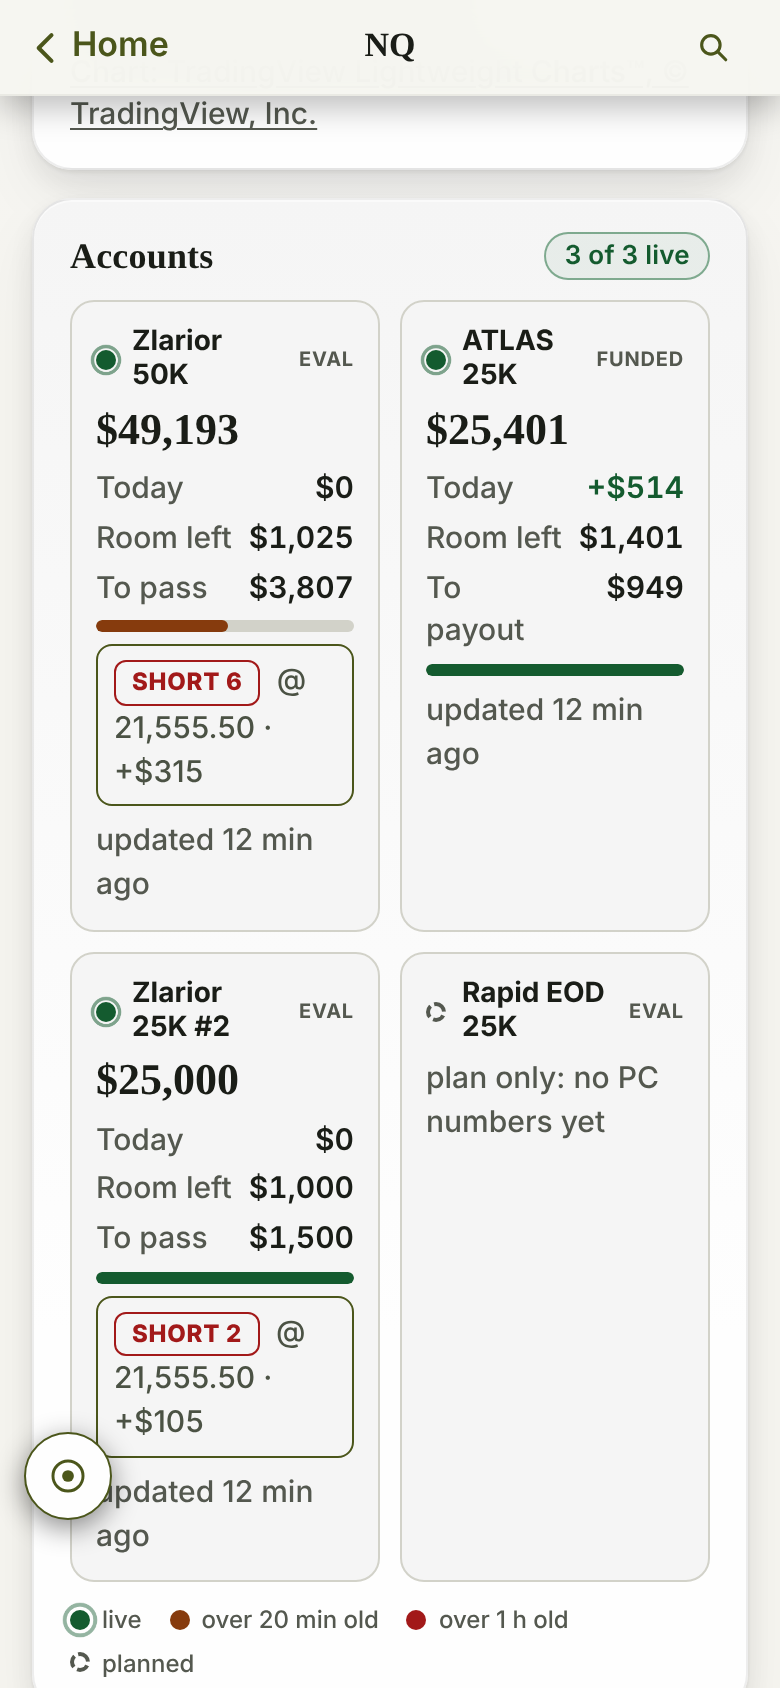 Home
NQ
Chart: TradingView Lightweight Charts
TradingView, Inc.
Accounts
3 of 3 live
Zlarior
50K
EVAL
$49,193
Today $0
Room left $1,025
To pass $3,807
SHORT 6 @
21,555.50 ·
+$315
updated 12 min
ago
ATLAS
25K
FUNDED
$25,401
Today +$514
Room left $1,401
To $949
payout
updated 12 min
ago
Zlarior
25K #2
EVAL
$25,000
Today $0
Room left $1,000
To pass $1,500
SHORT 2 @
21,555.50 ·
+$105
updated 12 min
ago
Rapid EOD
25K
EVAL
plan only: no PC
numbers yet
live
over 20 min old
over 1 h old
planned